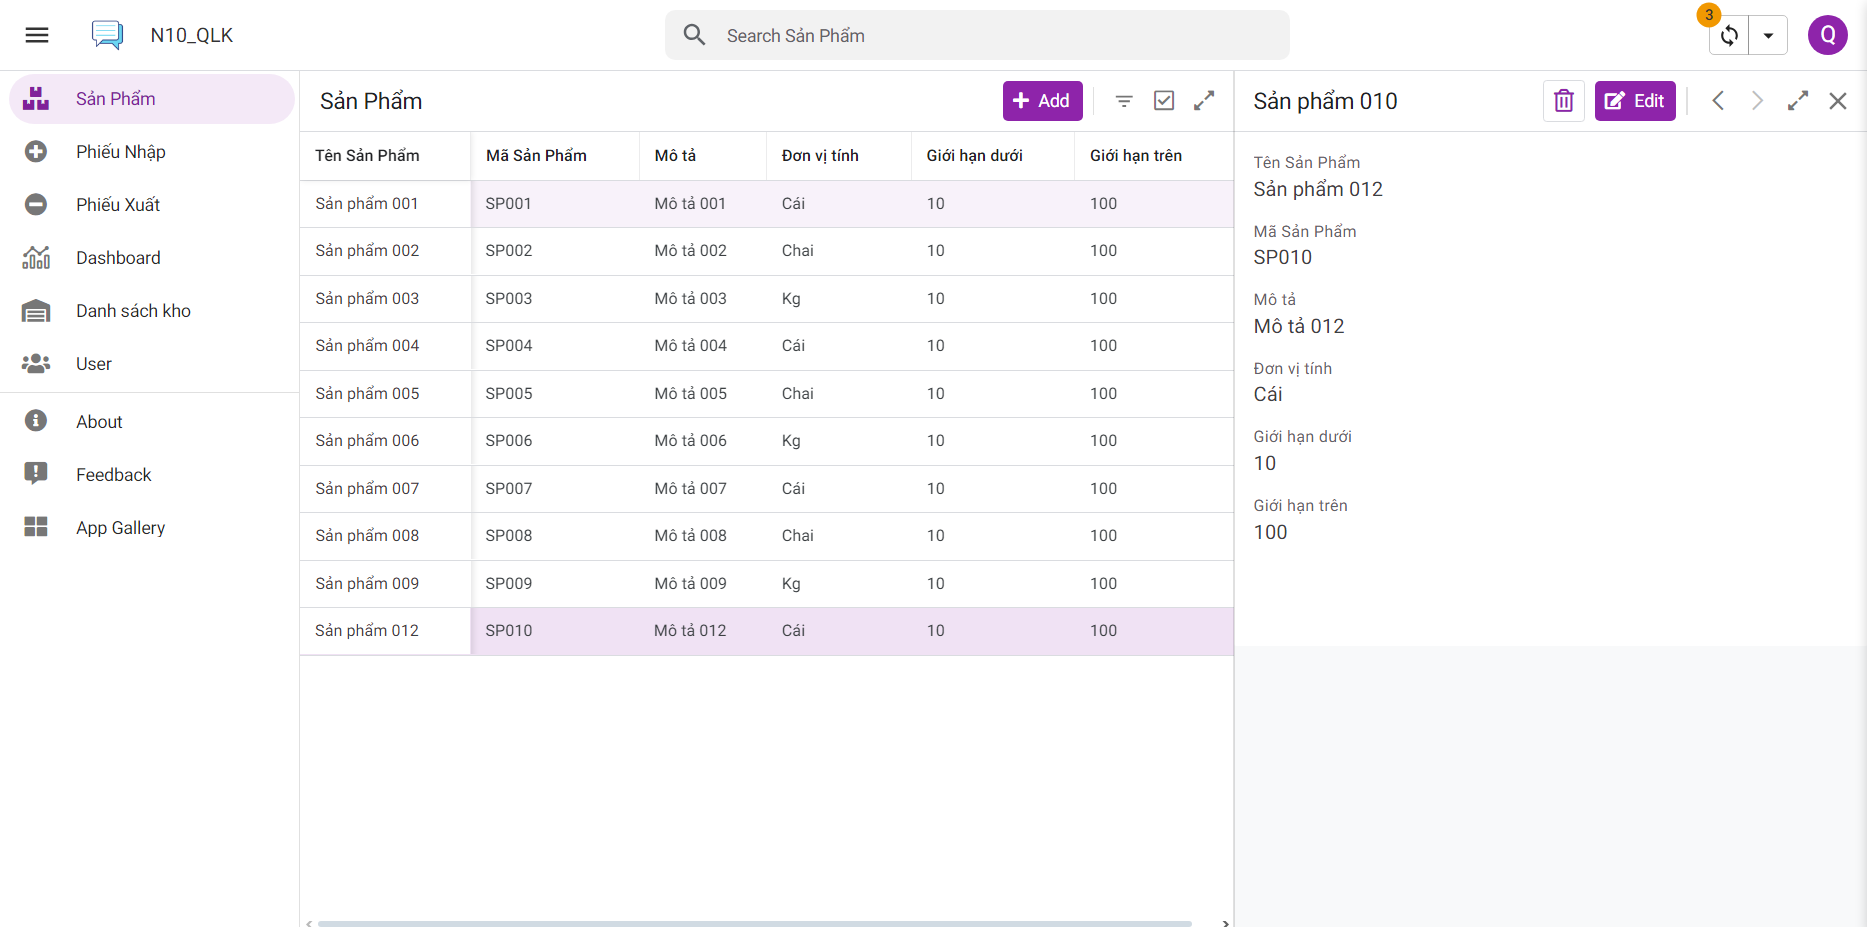 N10_QLK
Search Sản Phẩm
3
Q
Sản Phẩm
Phiếu Nhập
Phiếu Xuất
Dashboard
Danh sách kho
User
About
Feedback
App Gallery
Sản Phẩm
Add
Tên Sản Phẩm Mã Sản Phẩm Mô tả Đơn vị tính Giới hạn dưới Giới hạn trên
Sản phẩm 001 SP001 Mô tả 001 Cái 10 100
Sản phẩm 002 SP002 Mô tả 002 Chai 10 100
Sản phẩm 003 SP003 Mô tả 003 Kg 10 100
Sản phẩm 004 SP004 Mô tả 004 Cái 10 100
Sản phẩm 005 SP005 Mô tả 005 Chai 10 100
Sản phẩm 006 SP006 Mô tả 006 Kg 10 100
Sản phẩm 007 SP007 Mô tả 007 Cái 10 100
Sản phẩm 008 SP008 Mô tả 008 Chai 10 100
Sản phẩm 009 SP009 Mô tả 009 Kg 10 100
Sản phẩm 012 SP010 Mô tả 012 Cái 10 100
Sản phẩm 010
Edit
Tên Sản Phẩm
Sản phẩm 012
Mã Sản Phẩm
SP010
Mô tả
Mô tả 012
Đơn vị tính
Cái
Giới hạn dưới
10
Giới hạn trên
100